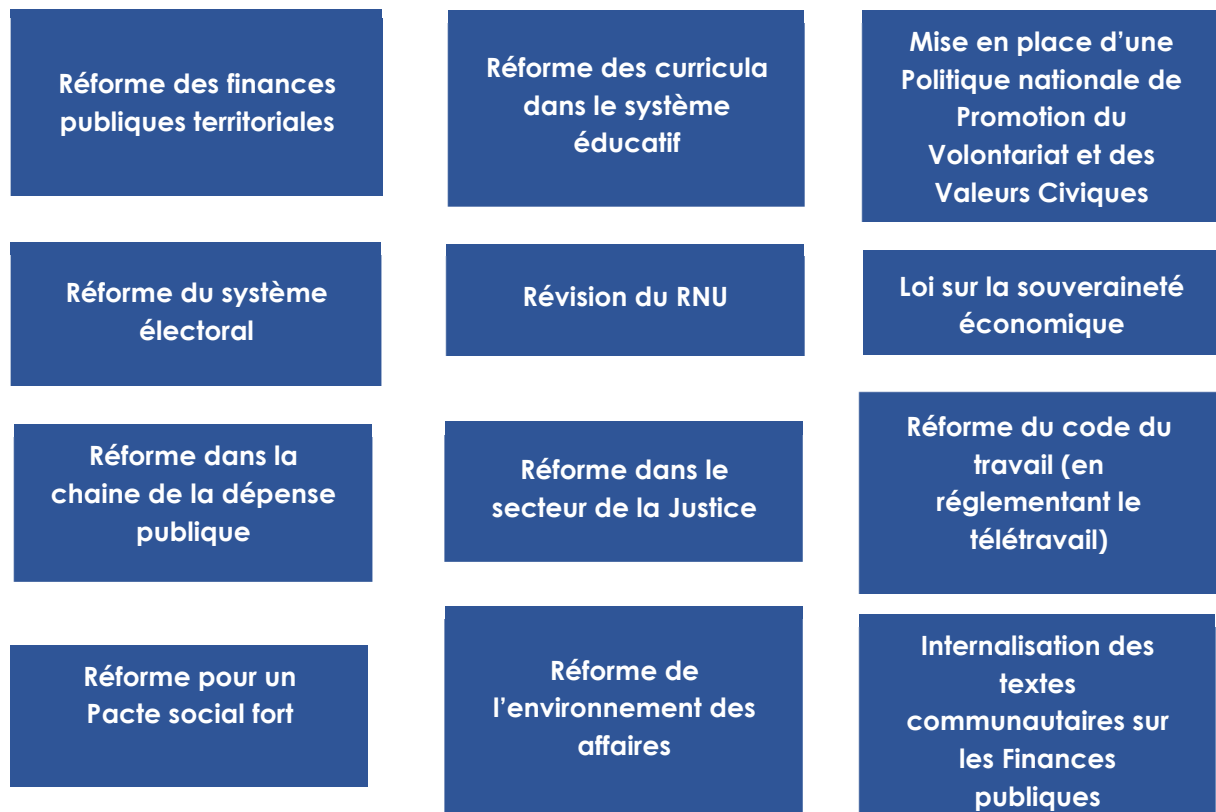 Réforme des finances
publiques territoriales
Réforme des curricula
dans le système
éducatif
Mise en place d’une
Politique nationale de
Promotion du
Volontariat et des
Valeurs Civiques
Réforme du système
électoral
Révision du RNU
Loi sur la souveraineté
économique
Réforme dans la
chaine de la dépense
publique
Réforme dans le
secteur de la Justice
Réforme du code du
travail (en
réglementant le
télétravail)
Réforme pour un
Pacte social fort
Réforme de
l’environnement des
affaires
Internalisation des
textes
communautaires sur
les Finances
publiques